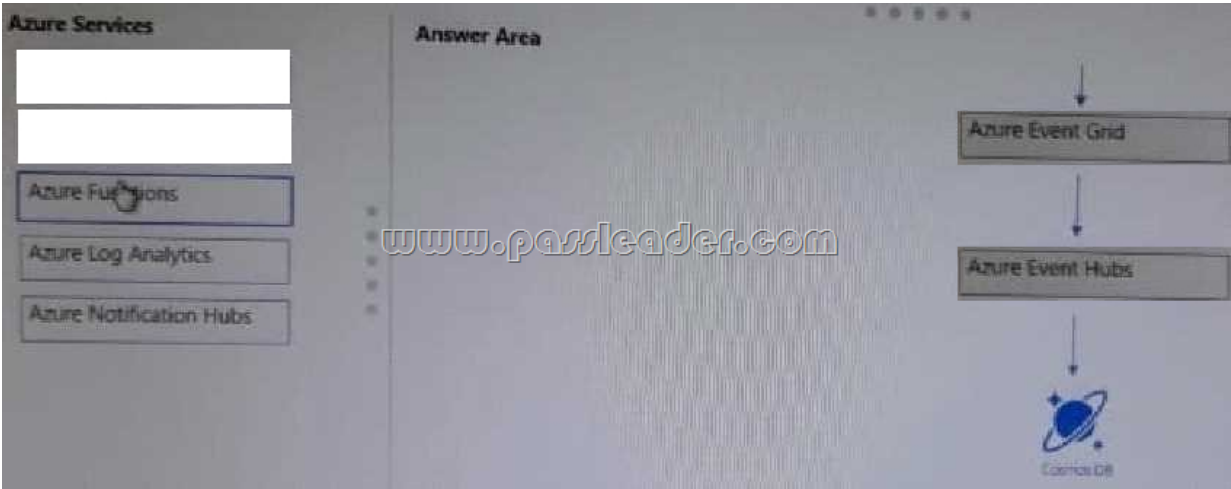 Azure Services
Azure Functions
Azure Log Analytics
Azure Notification Hubs
Answer Area
Azure Event Grid
Azure Event Hubs
Cosmos DB
www.passleader.com